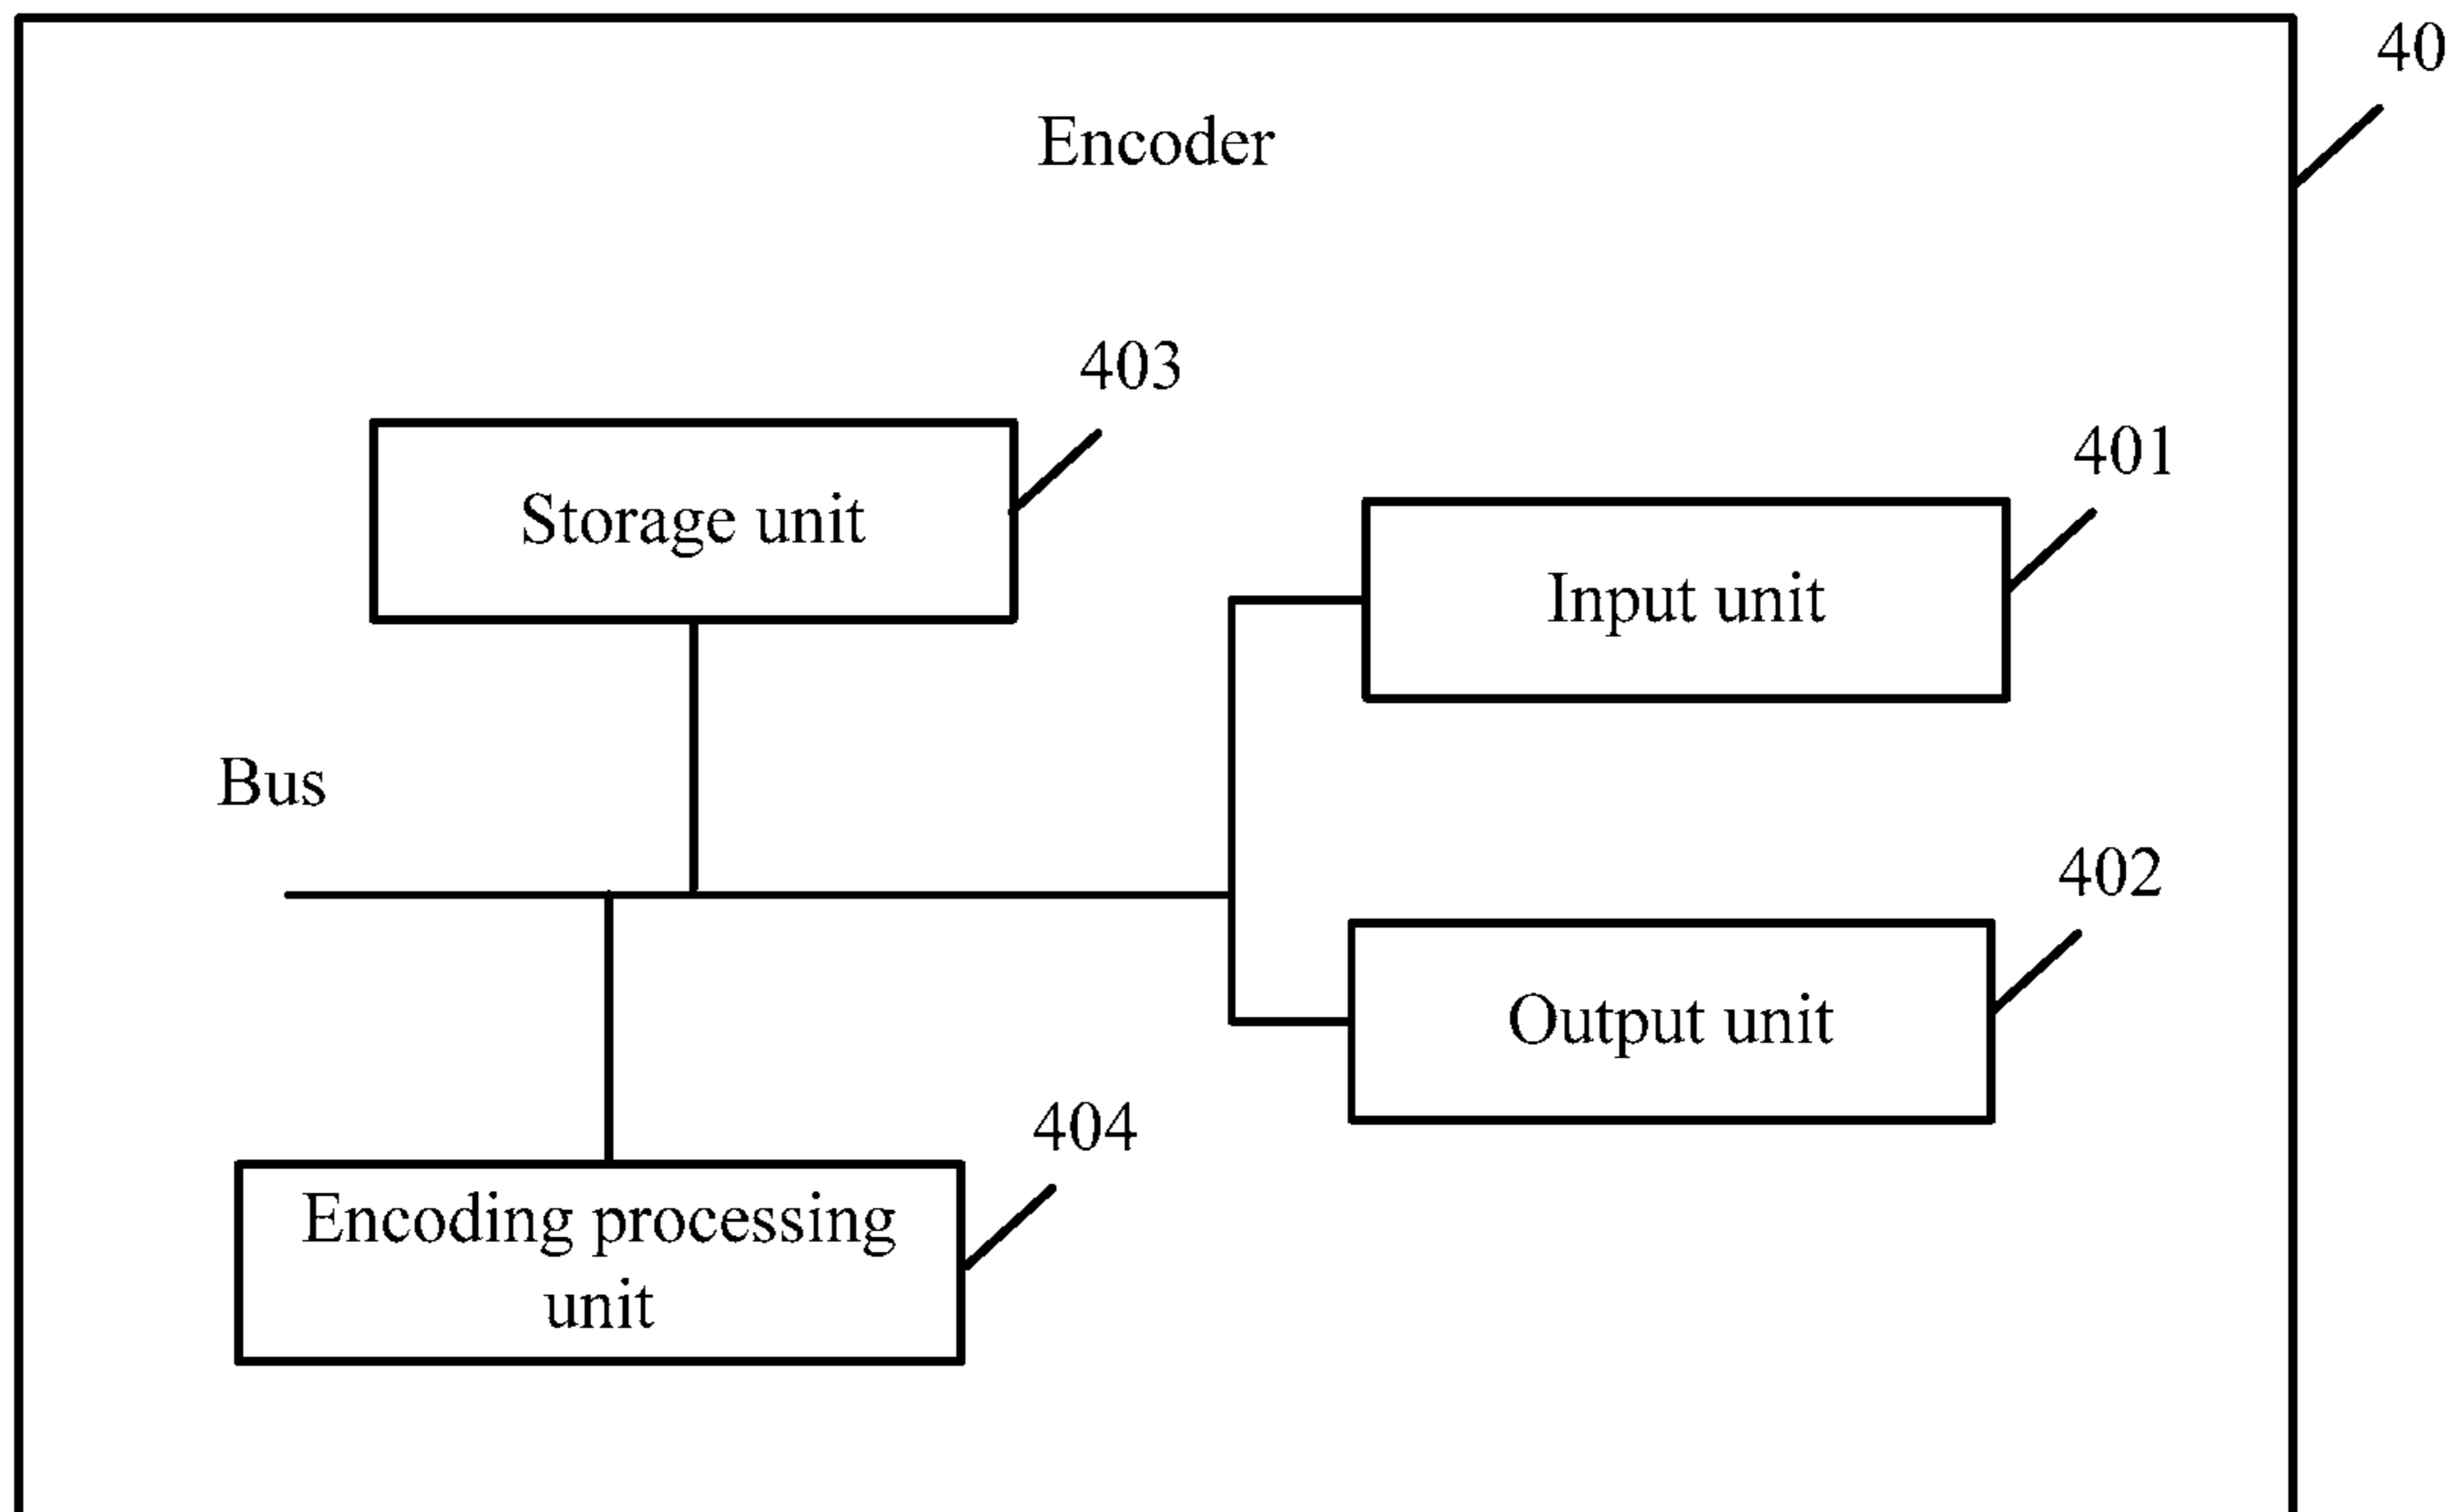 40
Encoder
403
Storage unit
401
Input unit
Bus
402
Output unit
404
Encoding processing
unit